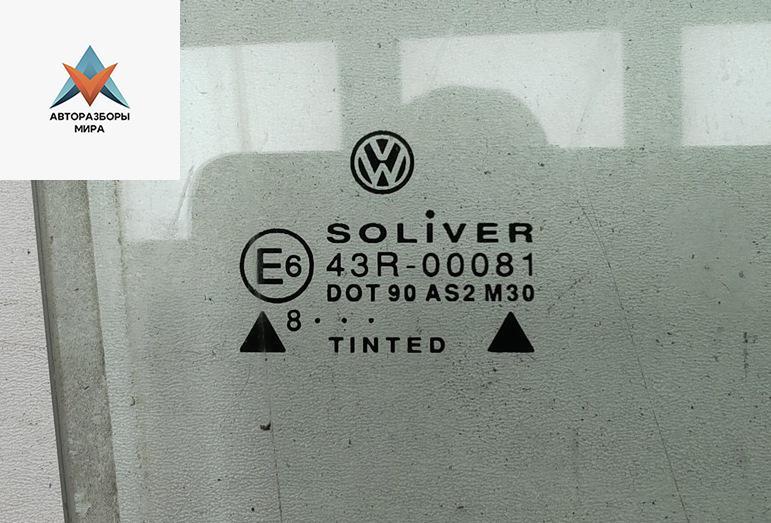 АВТОРАЗБОРЫ
МИРА
SOLiVER
E6 43R-00081
DOT 90 AS2 M30
8 . . .
TINTED